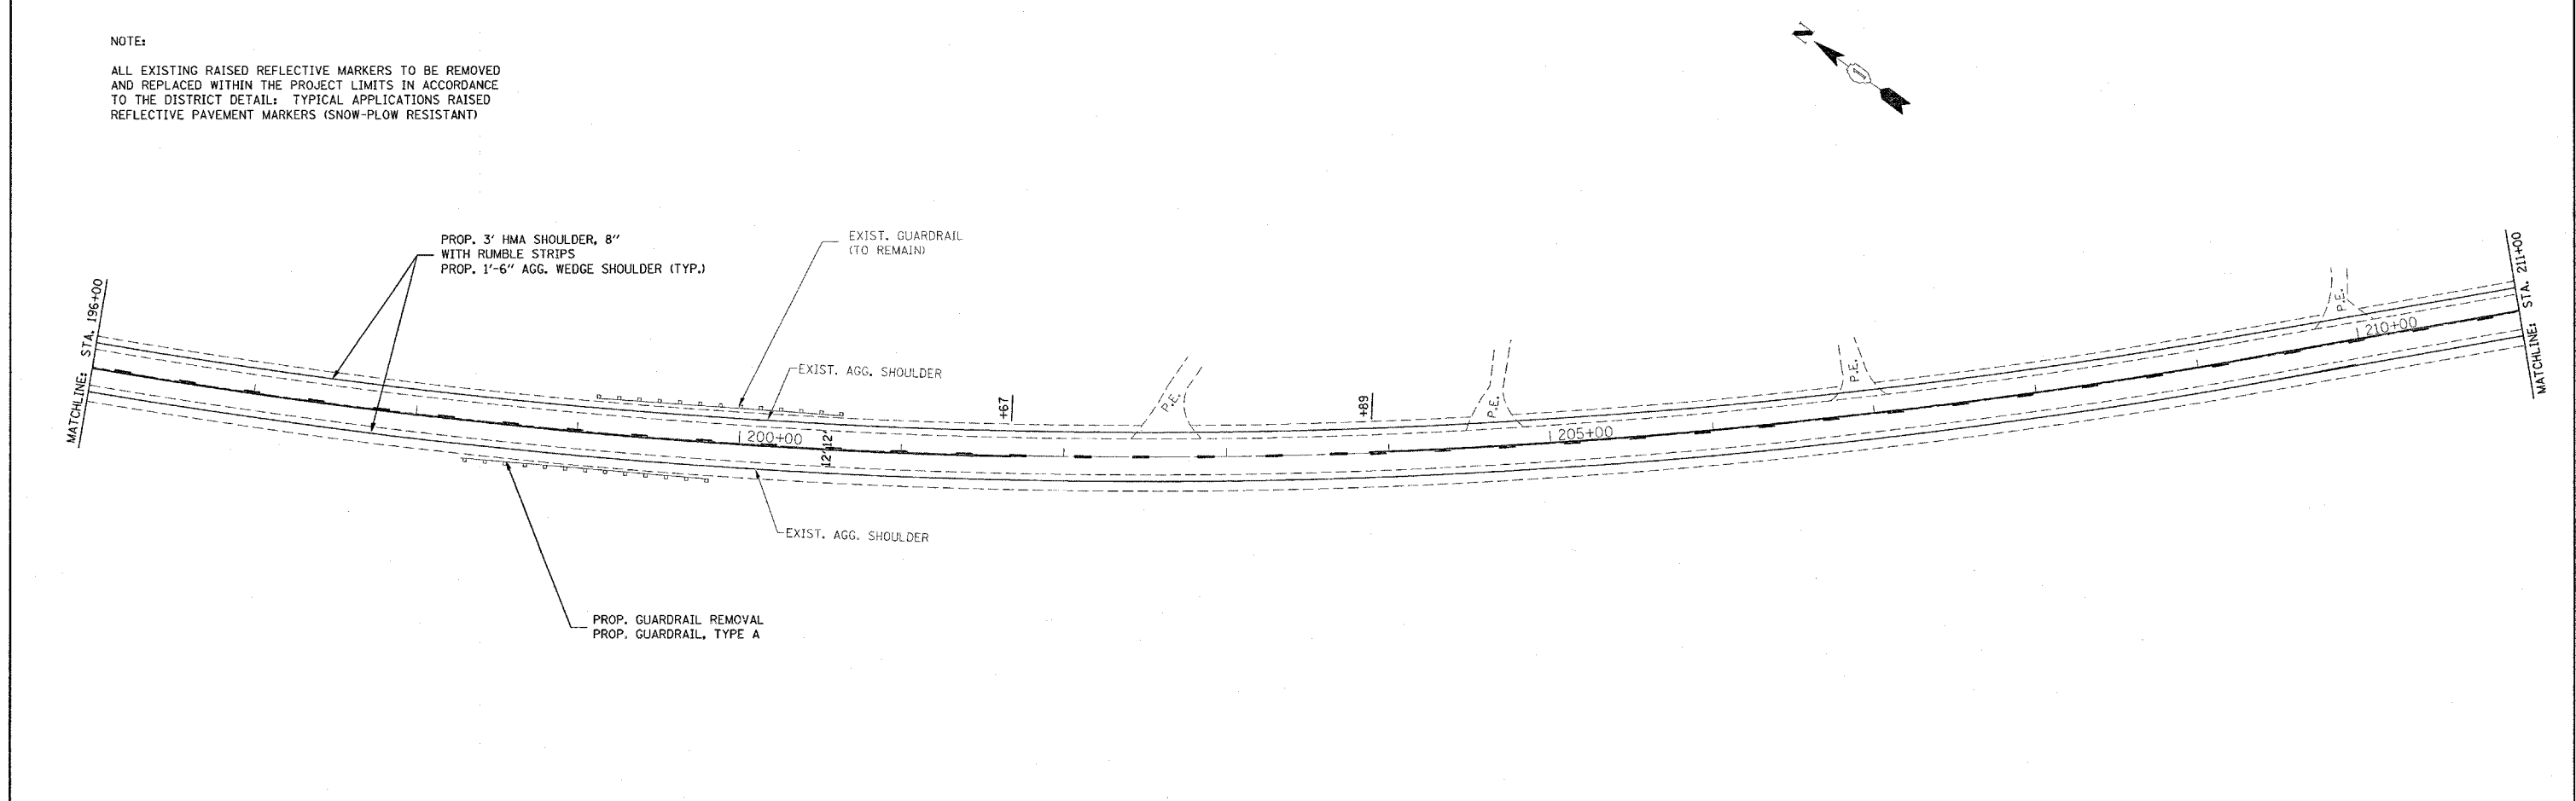 NOTE:
ALL EXISTING RAISED REFLECTIVE MARKERS TO BE REMOVED
AND REPLACED WITHIN THE PROJECT LIMITS IN ACCORDANCE
TO THE DISTRICT DETAIL: TYPICAL APPLICATIONS RAISED
REFLECTIVE PAVEMENT MARKERS (SNOW-PLOW RESISTANT)
N
PROP. 3' HMA SHOULDER, 8"
WITH RUMBLE STRIPS
PROP. 1'-6" AGG. WEDGE SHOULDER (TYP.)
EXIST. GUARDRAIL
(TO REMAIN)
MATCHLINE: STA. 196+00
EXIST. AGG. SHOULDER
+67
+89
P.E.
P.E.
P.E.
P.E.
200+00
12'
12'
205+00
210+00
MATCHLINE: STA. 211+00
EXIST. AGG. SHOULDER
PROP. GUARDRAIL REMOVAL
PROP. GUARDRAIL, TYPE A